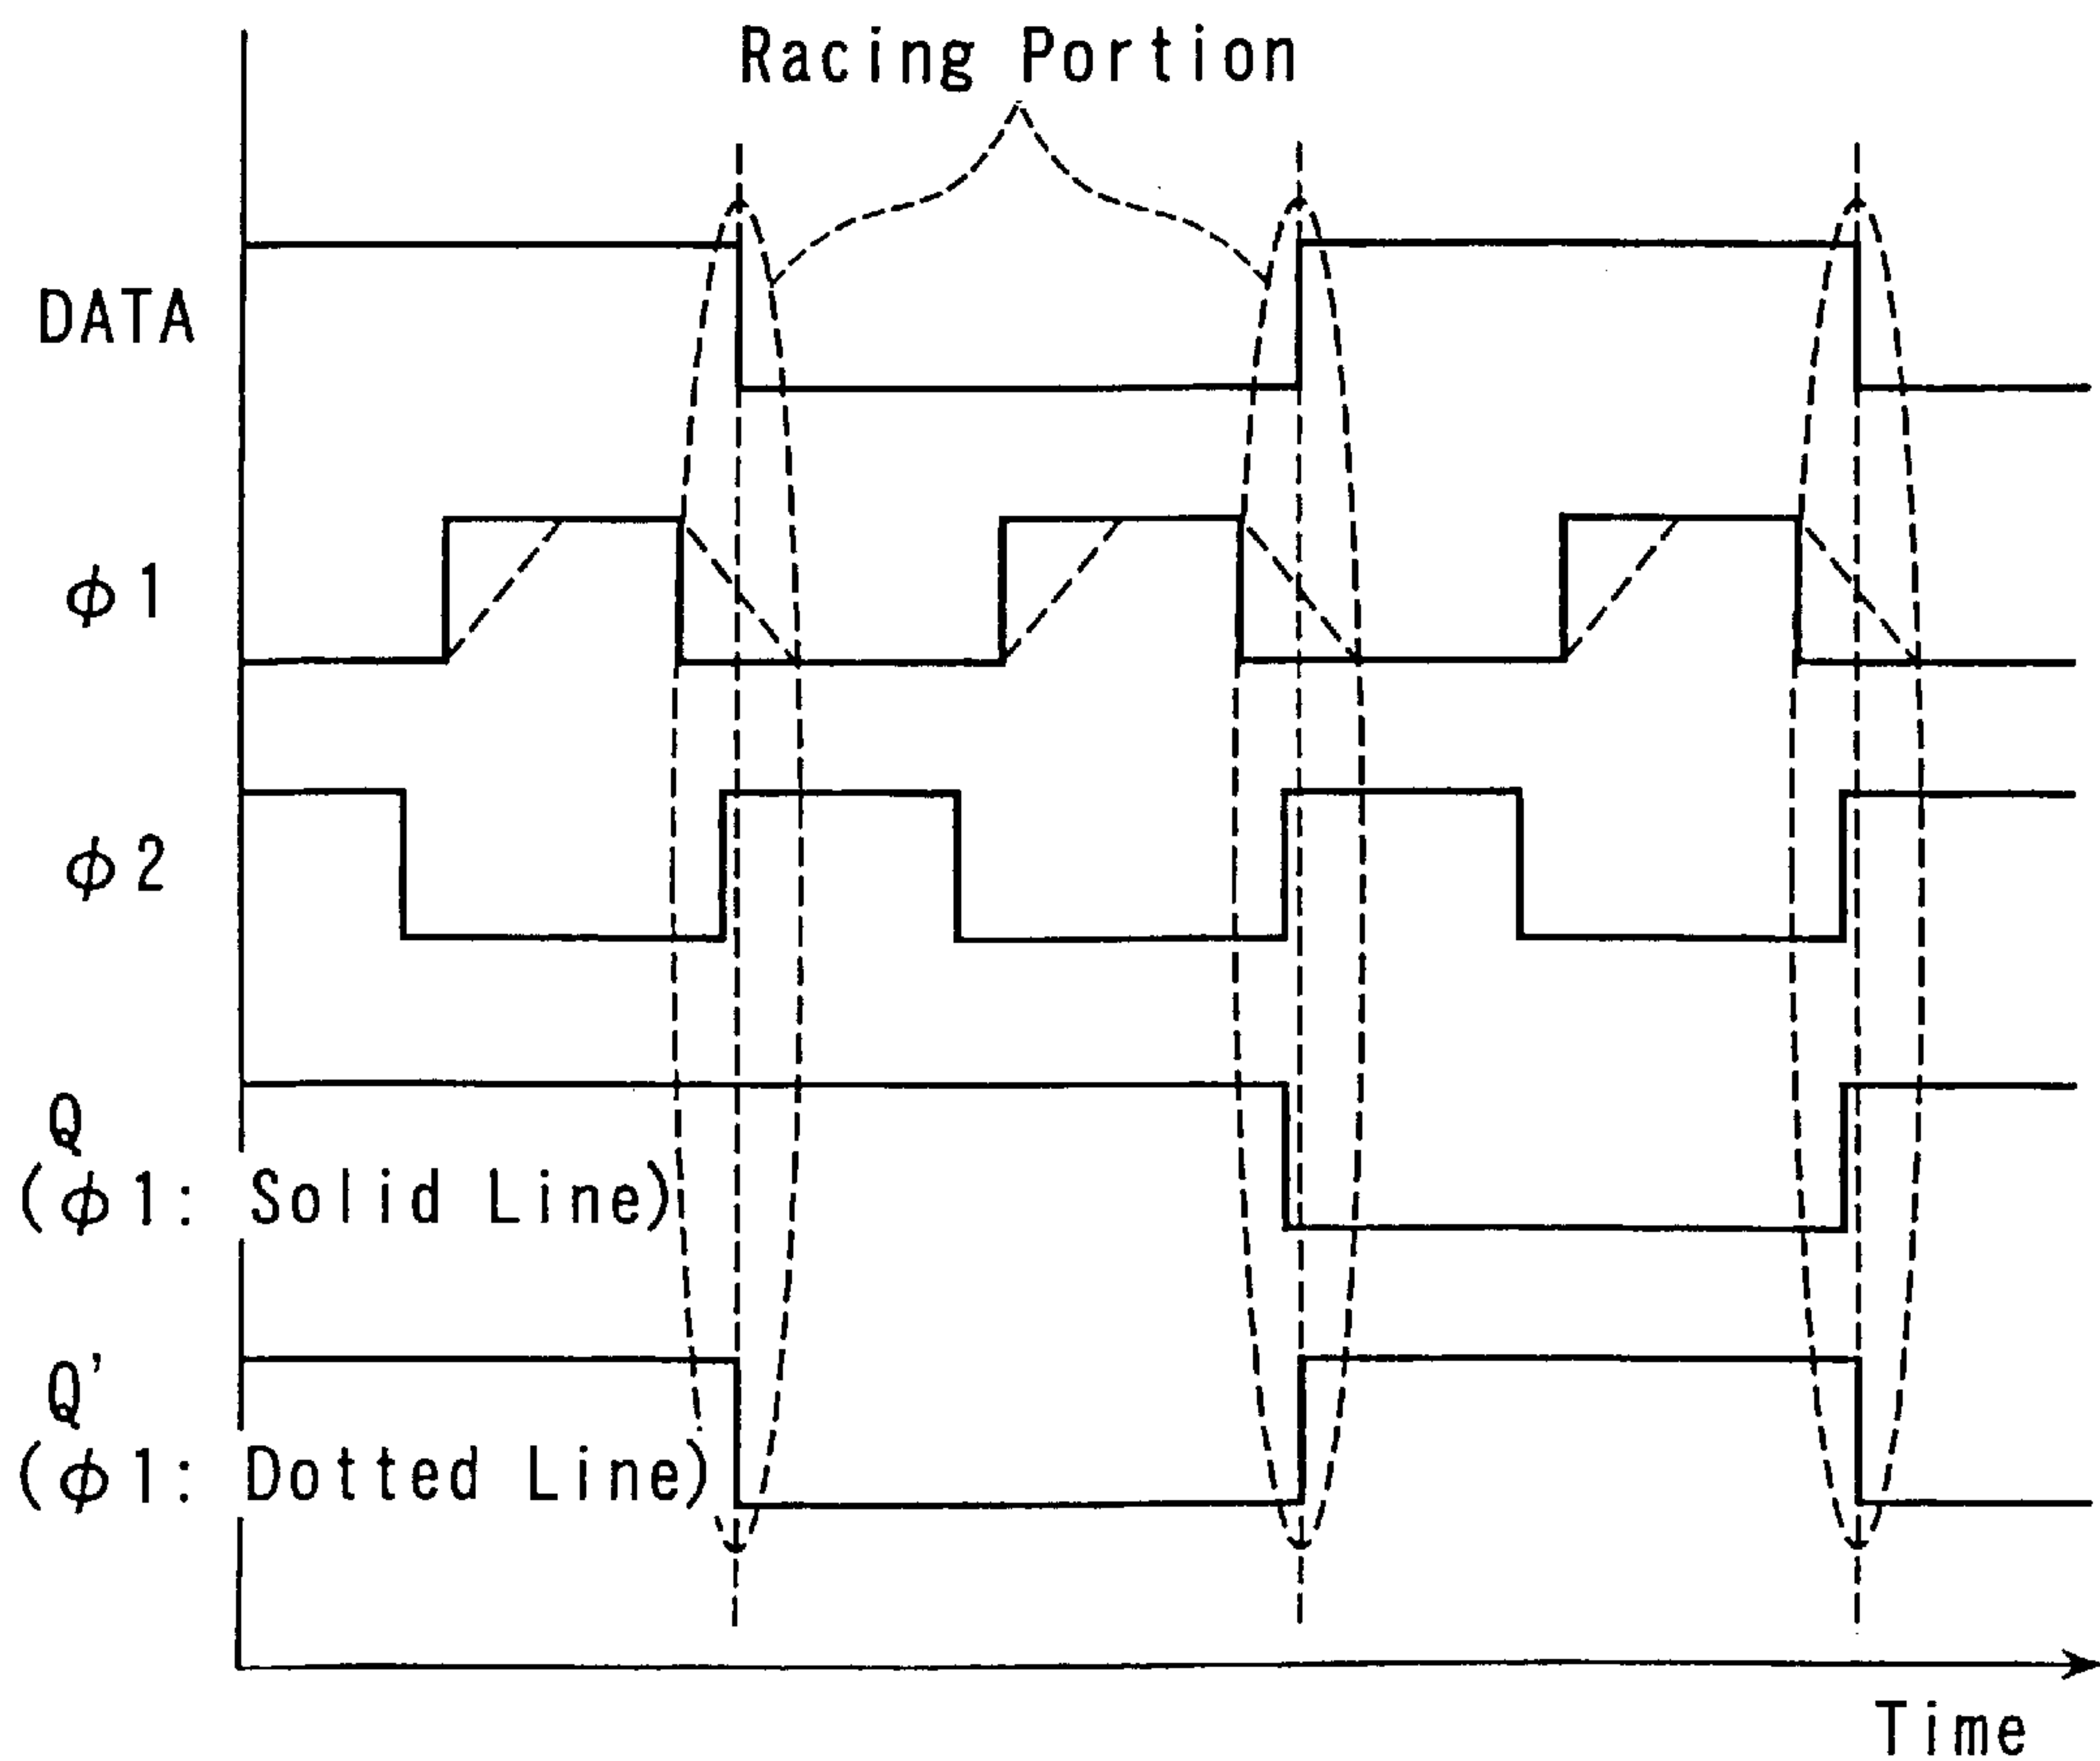 Racing Portion
DATA
φ1
φ2
Q
(φ1: Solid Line)
Q'
(φ1: Dotted Line)
Time